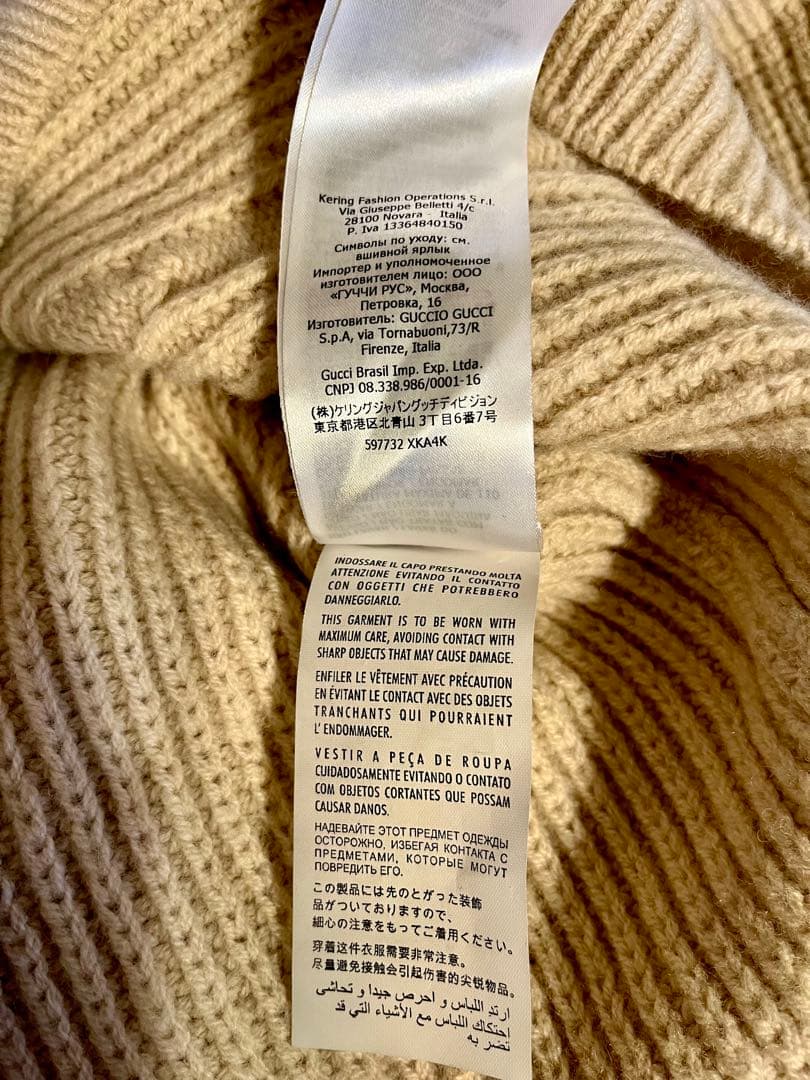 Kering Fashion Operations S.r.l.
Via Giuseppe Belletti 4/c
28100 Novara - Italia
P. Iva 13364840150
Символы по уходу: см.
вшивной ярлык
Импортер и уполномоченное
изготовителем лицо: ООО
«ГУЧЧИ РУС», Москва,
Петровка, 16
Изготовитель: GUCCIO GUCCI
S.p.A, via Tornabuoni,73/R
Firenze, Italia
Gucci Brasil Imp. Exp. Ltda.
CNPJ 08.338.986/0001-16
(株)ケリングジャパングッチディビジョン
東京都港区北青山 3丁目6番7号
597732 XKA4K
INDOSSARE IL CAPO PRESTANDO MOLTA
ATTENZIONE EVITANDO IL CONTATTO
CON OGGETTI CHE POTREBBERO
DANNEGGIARLO.
THIS GARMENT IS TO BE WORN WITH
MAXIMUM CARE, AVOIDING CONTACT WITH
SHARP OBJECTS THAT MAY CAUSE DAMAGE.
ENFILER LE VÊTEMENT AVEC PRÉCAUTION
EN ÉVITANT LE CONTACT AVEC DES OBJETS
TRANCHANTS QUI POURRAIENT
L' ENDOMMAGER.
VESTIR A PEÇA DE ROUPA
CUIDADOSAMENTE EVITANDO O CONTATO
COM OBJETOS CORTANTES QUE POSSAM
CAUSAR DANOS.
НАДЕВАЙТЕ ЭТОТ ПРЕДМЕТ ОДЕЖДЫ
ОСТОРОЖНО, ИЗБЕГАЯ КОНТАКТА С
ПРЕДМЕТАМИ, КОТОРЫЕ МОГУТ
ПОВРЕДИТЬ ЕГО.
この製品には先のとがった装飾
品がついておりますので、
細心の注意をもってご着用ください。
穿着这件衣服需要非常注意。
尽量避免接触会引起伤害的尖锐物品。
ارتد اللباس و احرص جيدا و تحاشى
إحتكاك اللباس مع الأشياء التي قد
تضر به